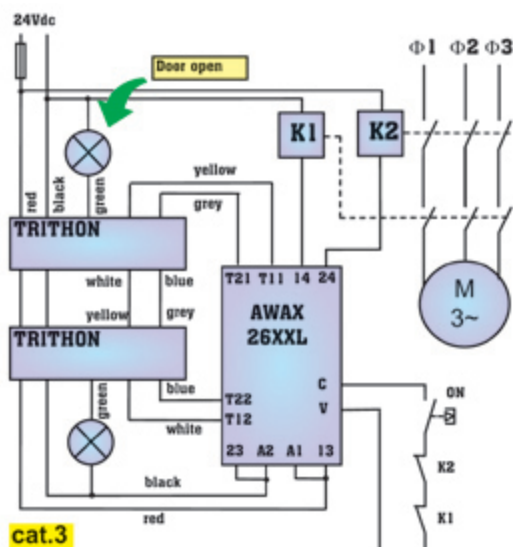 24Vdc
Door open
Φ1 Φ2 Φ3
K1 K2
red
black
green
yellow
grey
TRITHON
white
blue
yellow
grey
TRITHON
T21 T11 14 24
AWAX
26XXL
M
3~
C
V
ON
green
blue
T22
white
T12
23 A2 A1 13
K2
black
K1
red
cat.3